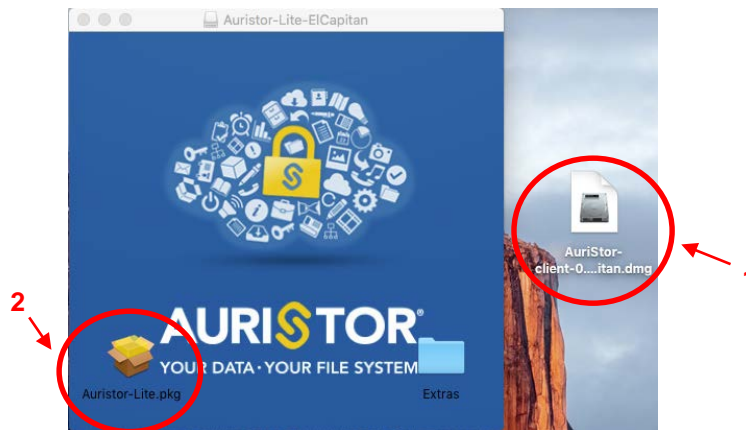 Auristor-Lite-ElCapitan
S
AuriStor-
client-0....itan.dmg
2
AURISTOR®
YOUR DATA · YOUR FILE SYSTEM
Auristor-Lite.pkg
Extras